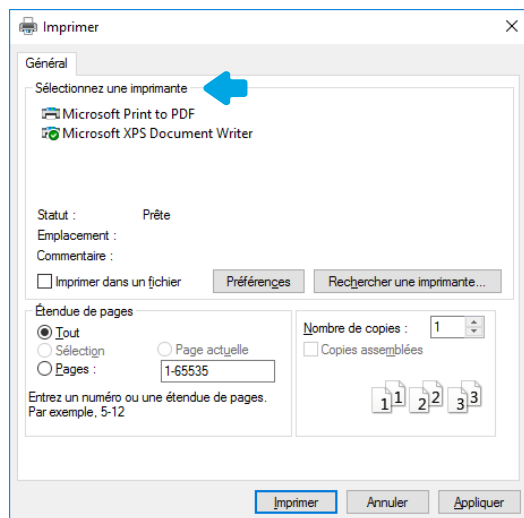 Imprimer
Général
Sélectionnez une imprimante
Microsoft Print to PDF
Microsoft XPS Document Writer
Statut : Prête
Emplacement :
Commentaire :
Imprimer dans un fichier Préférences Rechercher une imprimante...
Étendue de pages
Tout
Sélection Page actuelle
Pages : 1-65535
Entrez un numéro ou une étendue de pages.
Par exemple, 5-12
Nombre de copies : 1
Copies assemblées
1 1 2 2 3 3
Imprimer Annuler Appliquer